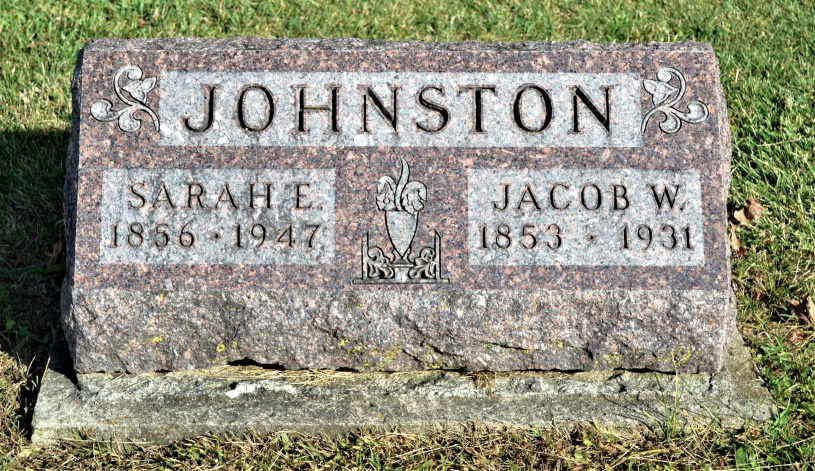 JOHNSTON
SARAH E.
1856 · 1947
JACOB W.
1853 · 1931